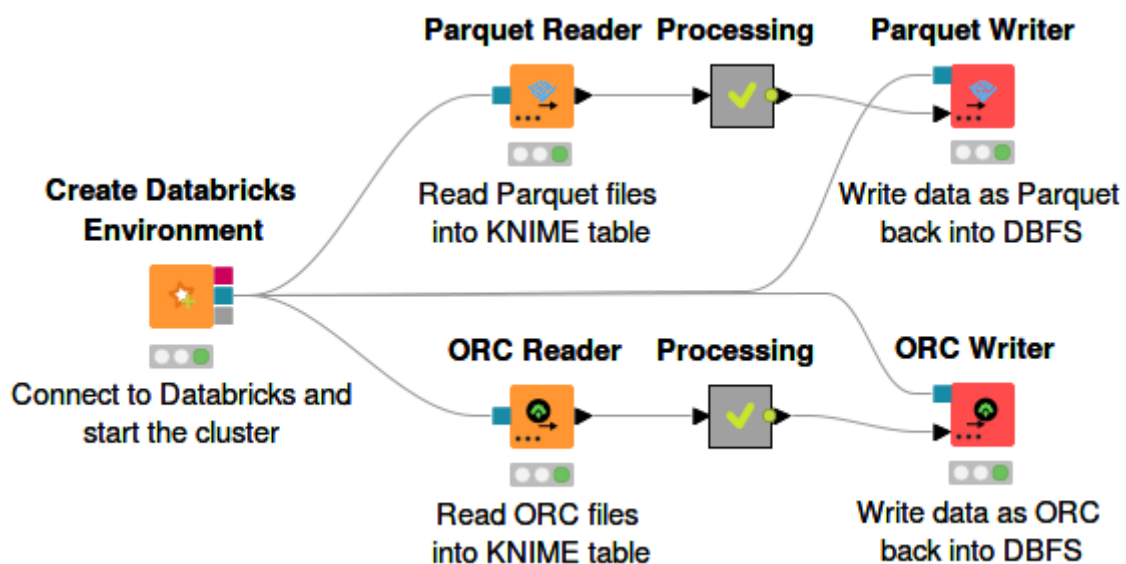 Parquet Reader
Processing
Parquet Writer
Read Parquet files
into KNIME table
Write data as Parquet
back into DBFS
Create Databricks
Environment
Connect to Databricks and
start the cluster
ORC Reader
Processing
ORC Writer
Read ORC files
into KNIME table
Write data as ORC
back into DBFS